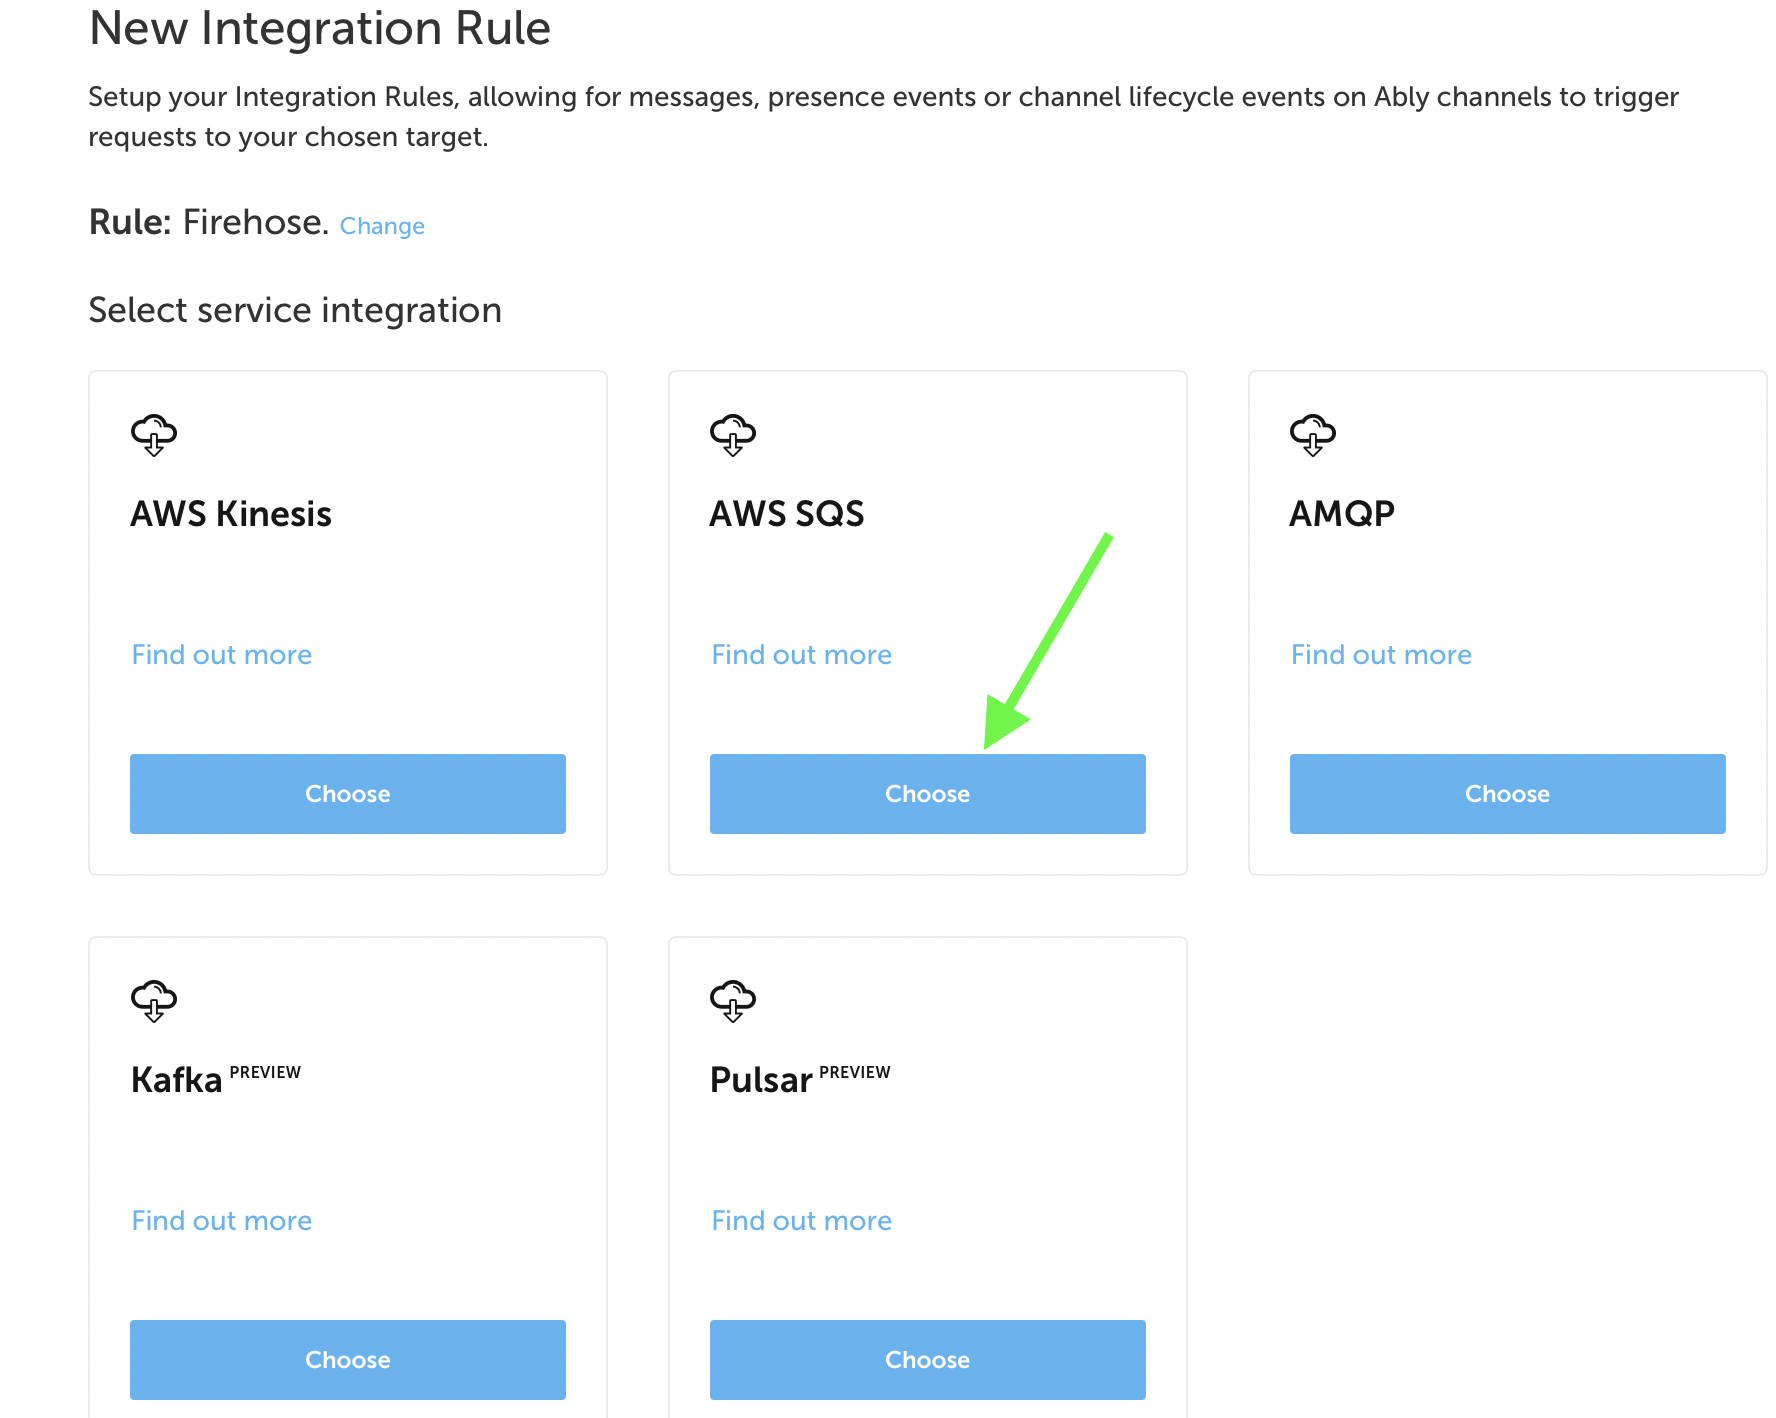 New Integration Rule
Setup your Integration Rules, allowing for messages, presence events or channel lifecycle events on Ably channels to trigger
requests to your chosen target.
Rule: Firehose. Change
Select service integration
AWS Kinesis
Find out more
Choose
AWS SQS
Find out more
Choose
AMQP
Find out more
Choose
Kafka PREVIEW
Find out more
Choose
Pulsar PREVIEW
Find out more
Choose